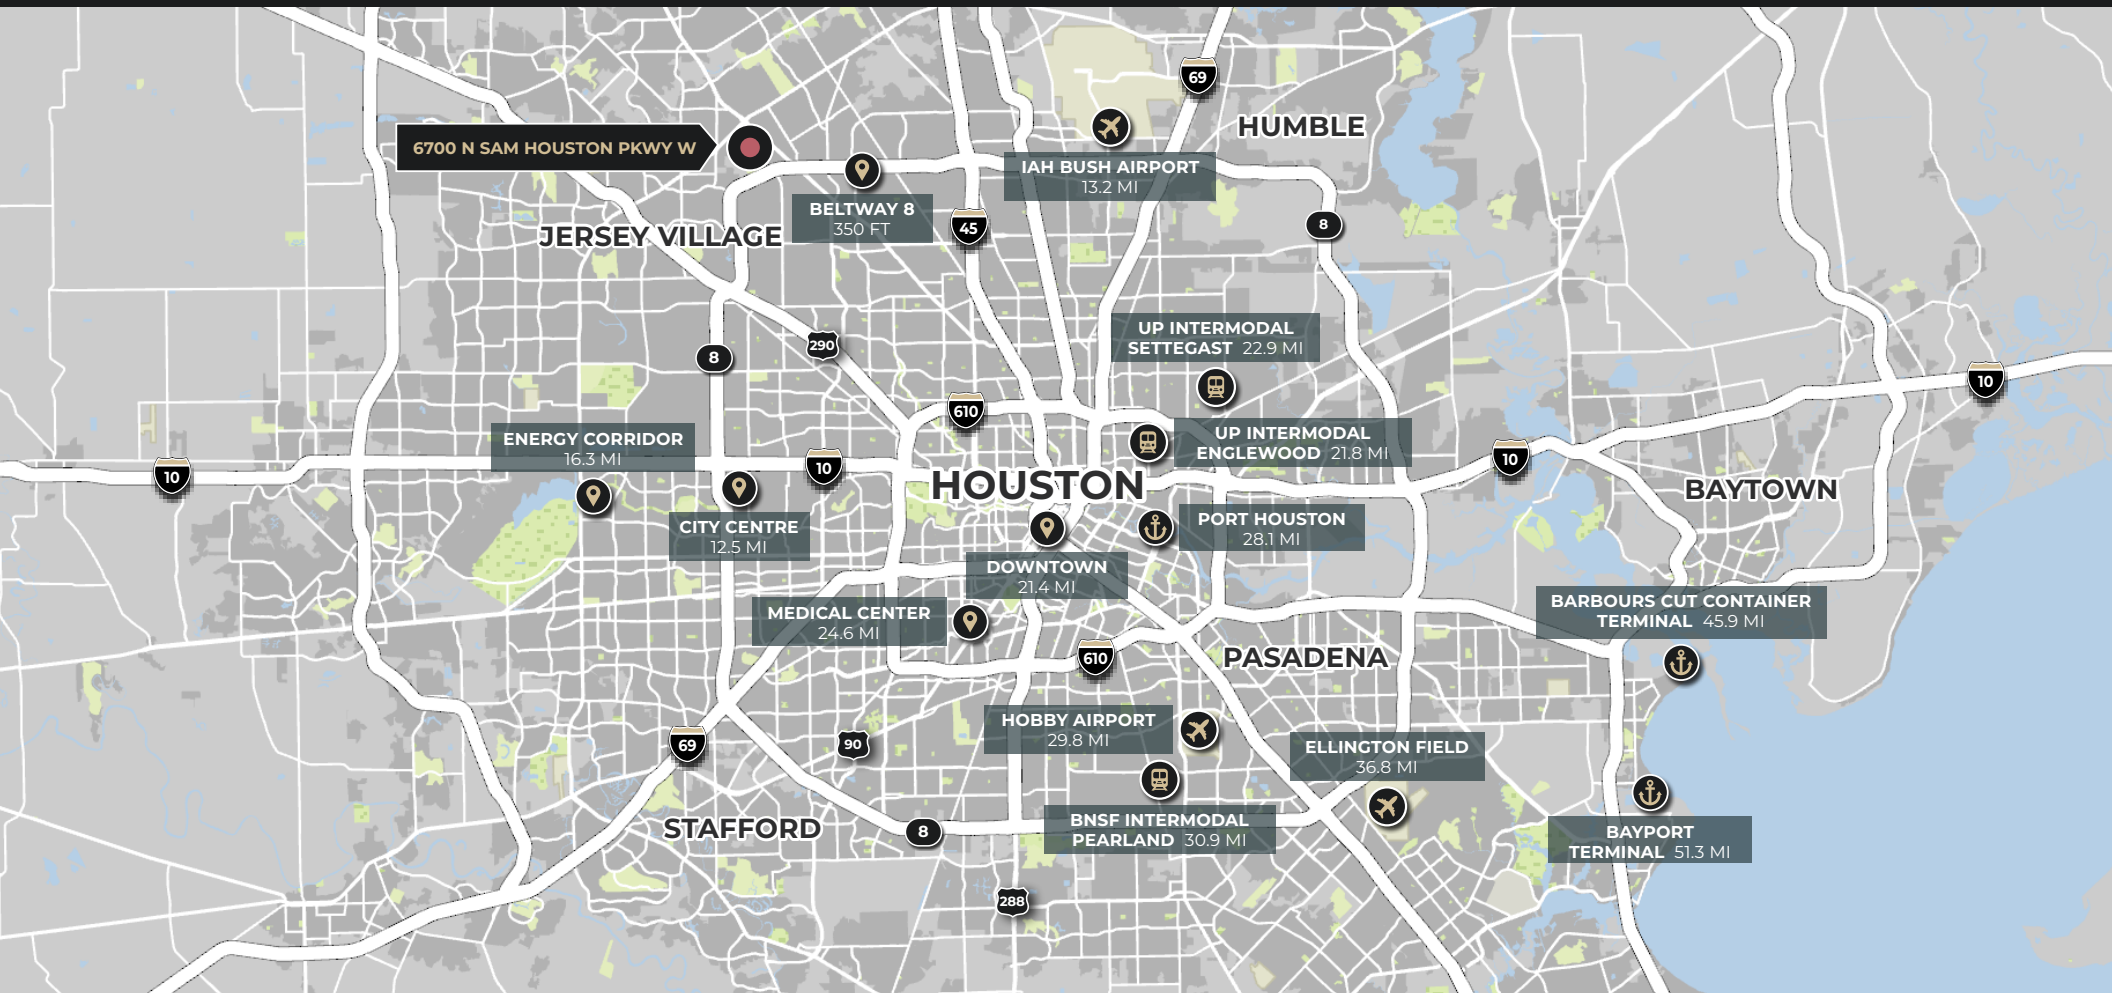 69
HUMBLE
6700 N SAM HOUSTON PKWY W
IAH BUSH AIRPORT
13.2 MI
BELTWAY 8
350 FT
45
8
JERSEY VILLAGE
UP INTERMODAL
SETTEGAST 22.9 MI
290
8
10
610
ENERGY CORRIDOR
16.3 MI
UP INTERMODAL
ENGLEWOOD 21.8 MI
10
10
10
HOUSTON
BAYTOWN
CITY CENTRE
12.5 MI
PORT HOUSTON
28.1 MI
DOWNTOWN
21.4 MI
MEDICAL CENTER
24.6 MI
BARBOURS CUT CONTAINER
TERMINAL 45.9 MI
610
PASADENA
HOBBY AIRPORT
29.8 MI
69
90
ELLINGTON FIELD
36.8 MI
STAFFORD
8
BNSF INTERMODAL
PEARLAND 30.9 MI
BAYPORT
TERMINAL 51.3 MI
288